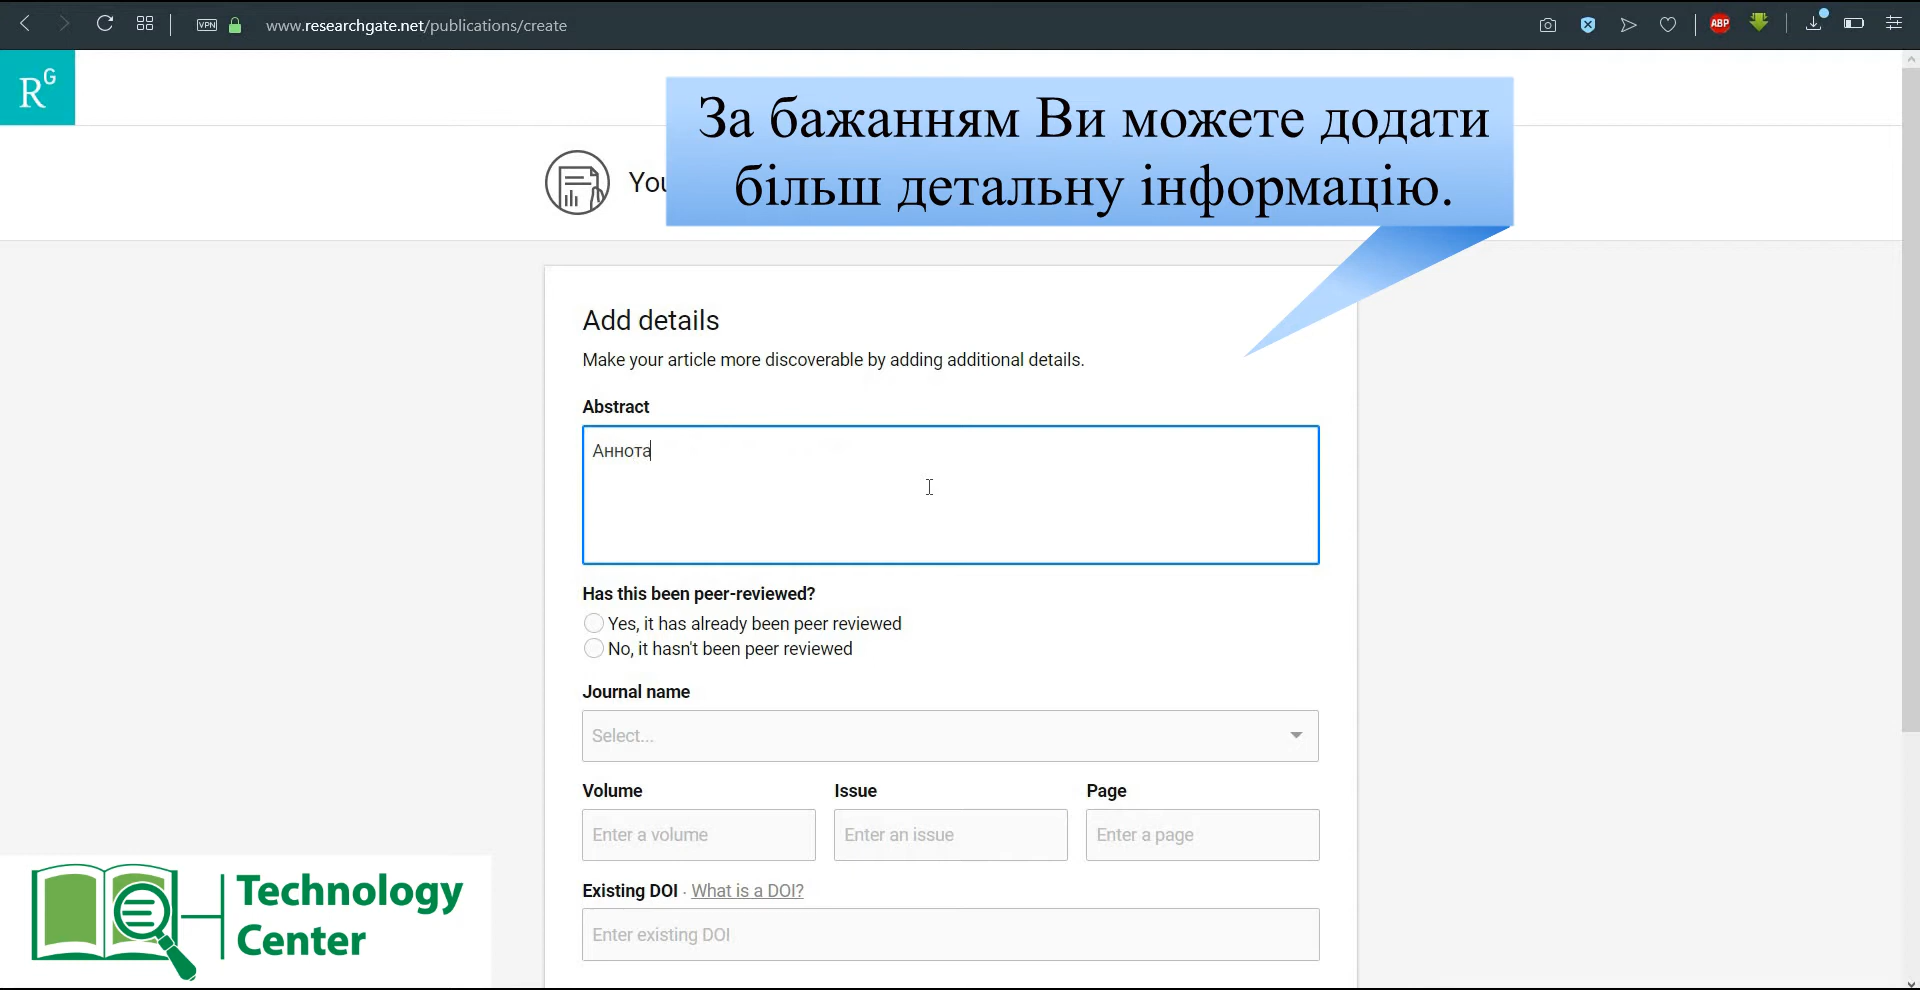 VPN
www.researchgate.net/publications/create
ABP
RG
За бажанням Ви можете додати
більш детальну інформацію.
Add details
Make your article more discoverable by adding additional details.
Abstract
Аннота
Has this been peer-reviewed?
Yes, it has already been peer reviewed
No, it hasn't been peer reviewed
Journal name
Select...
Volume Issue Page
Enter a volume Enter an issue Enter a page
Existing DOI · What is a DOI?
Enter existing DOI
Technology
Center